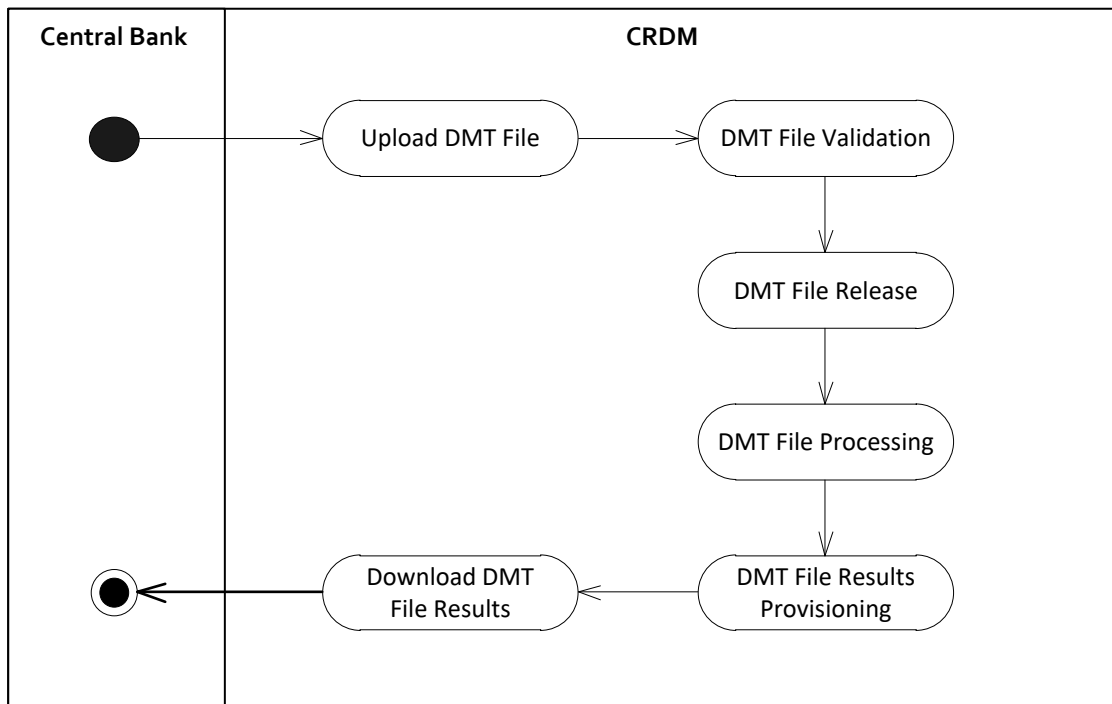 Central Bank
CRDM
Upload DMT File
DMT File Validation
DMT File Release
DMT File Processing
Download DMT
File Results
DMT File Results
Provisioning